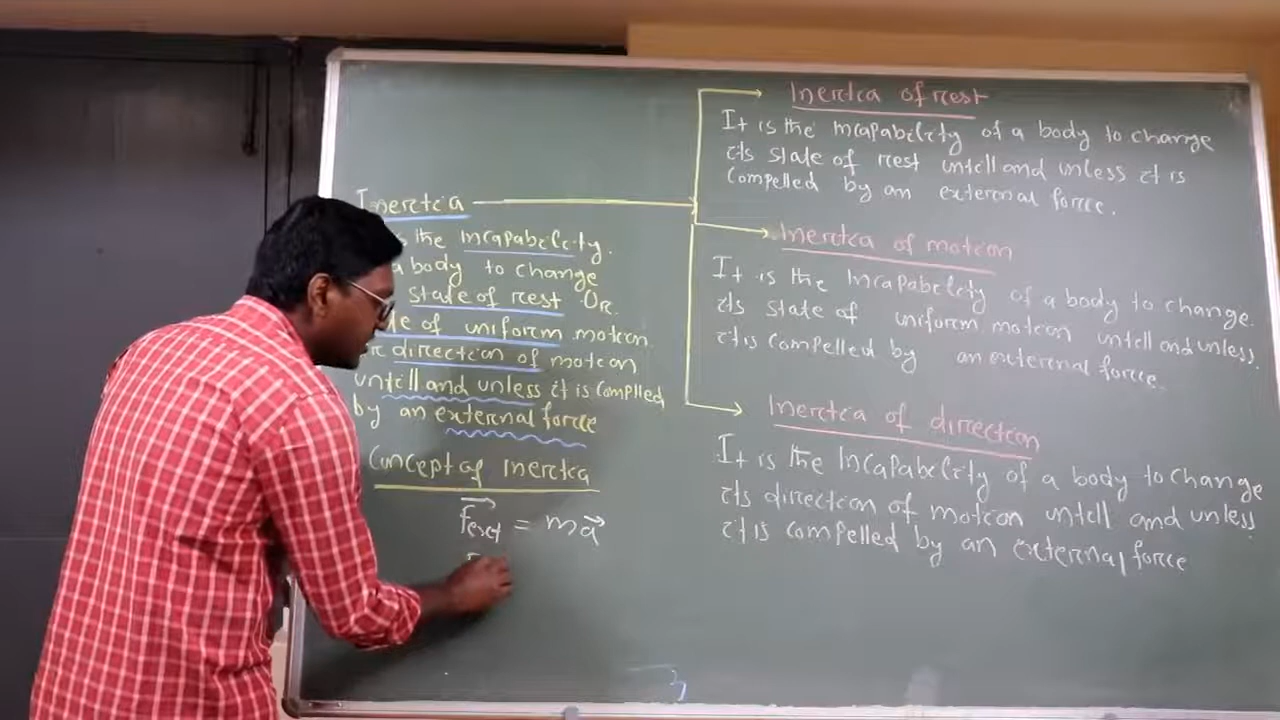 Inertia
the incapability.
a body to change
state of rest Or.
of uniform motion.
direction of motion
untill and unless it is complled
by an external force
Concept of inertia
Fext = ma
Inertia of rest
It is the incapability of a body to change
its state of rest untill and unless it is
compelled by an external force.
Inertia of motion
It is the incapability of a body to change.
its state of uniform motion untill and unless.
it is compelled by an external force.
Inertia of direction
It is the incapability of a body to change
its direction of motion untill and unless.
it is compelled by an external force